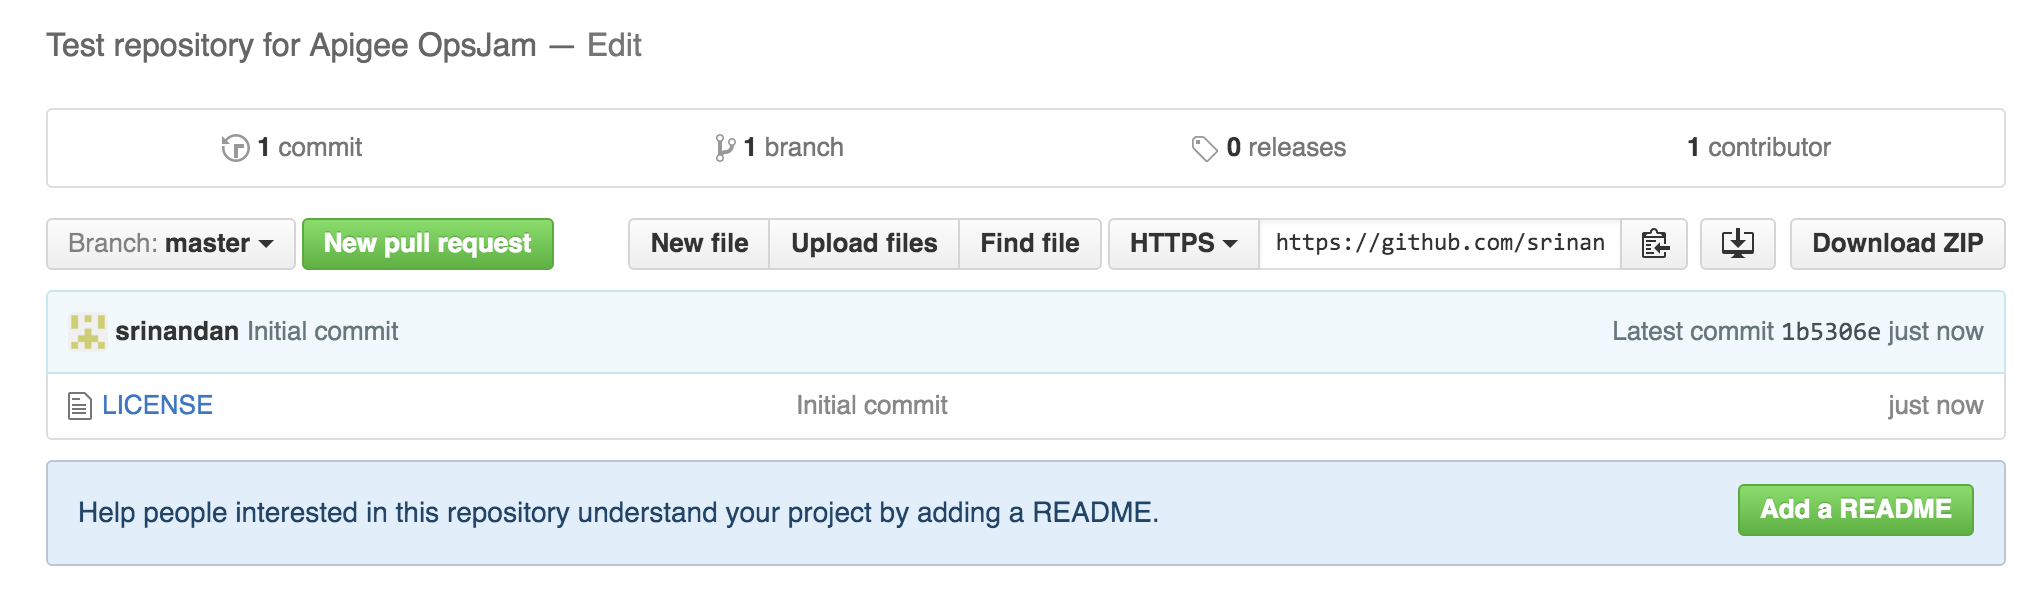 Test repository for Apigee OpsJam — Edit
1 commit
1 branch
0 releases
1 contributor
Branch: master
New pull request
New file
Upload files
Find file
HTTPS
https://github.com/srinan
Download ZIP
srinandan Initial commit
Latest commit 1b5306e just now
LICENSE
Initial commit
just now
Help people interested in this repository understand your project by adding a README.
Add a README